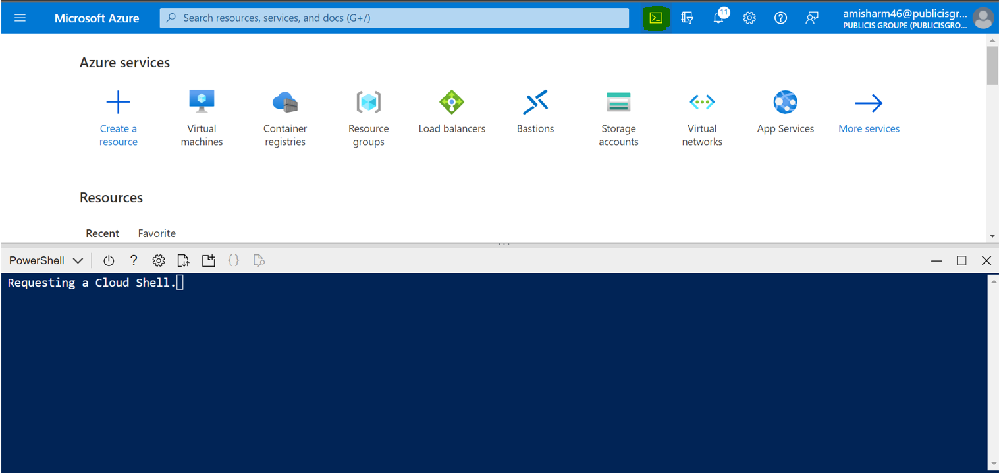 Microsoft Azure
Search resources, services, and docs (G+/)
11
amisharm46@publicisgr...
PUBLICIS GROUPE (PUBLICISGRO...
Azure services
Create a
resource
Virtual
machines
Container
registries
Resource
groups
Load balancers
Bastions
Storage
accounts
Virtual
networks
App Services
More services
Resources
Recent
Favorite
PowerShell
?
{}
Requesting a Cloud Shell.